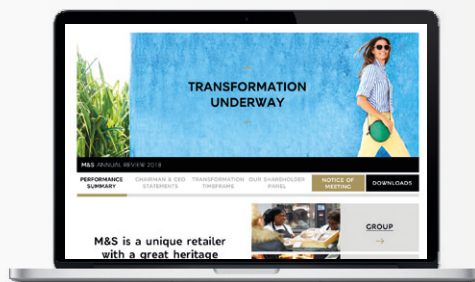 TRANSFORMATION
UNDERWAY
M&S ANNUAL REVIEW 2018
PERFORMANCE
SUMMARY
CHAIRMAN & CEO
STATEMENTS
TRANSFORMATION
TIMEFRAME
OUR SHAREHOLDER
PANEL
NOTICE OF
MEETING
DOWNLOADS
M&S is a unique retailer
with a great heritage
GROUP